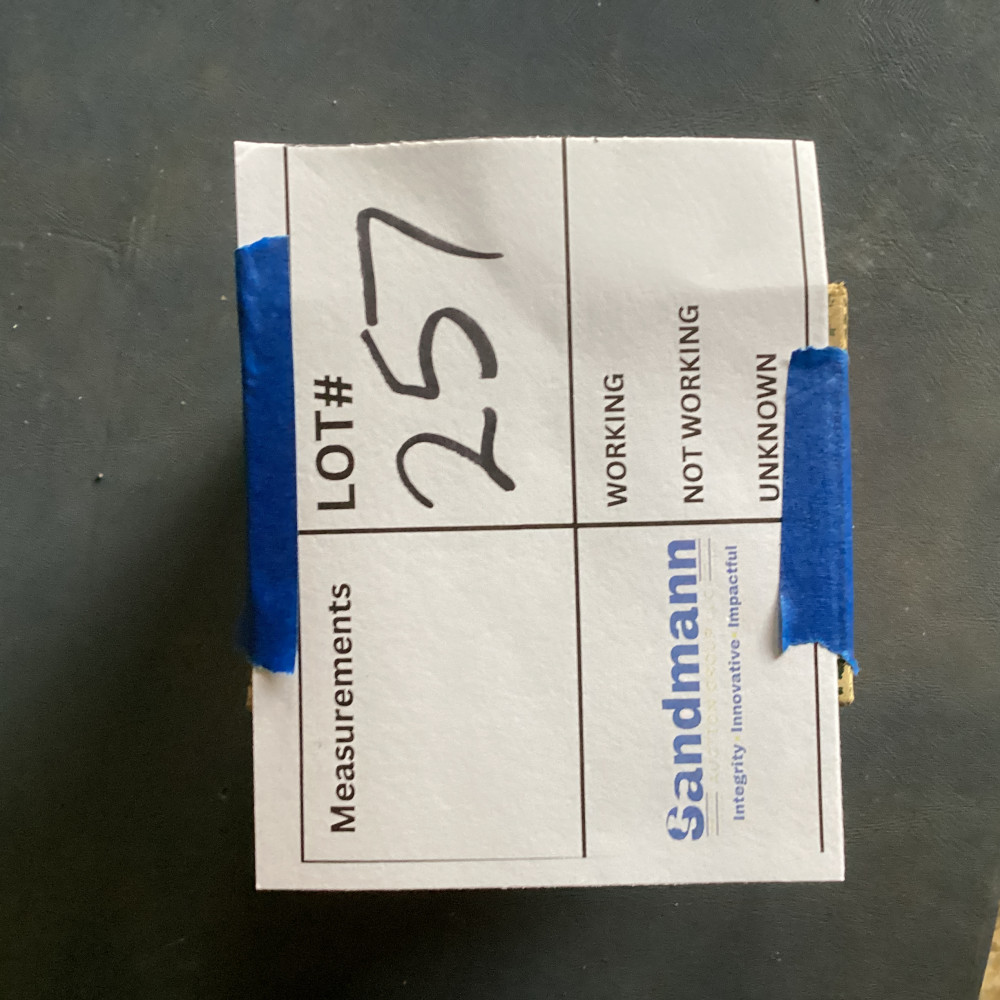 Measurements
LOT#
257
Sandmann
Integrity Innovative Impactful
WORKING
NOT WORKING
UNKNOWN